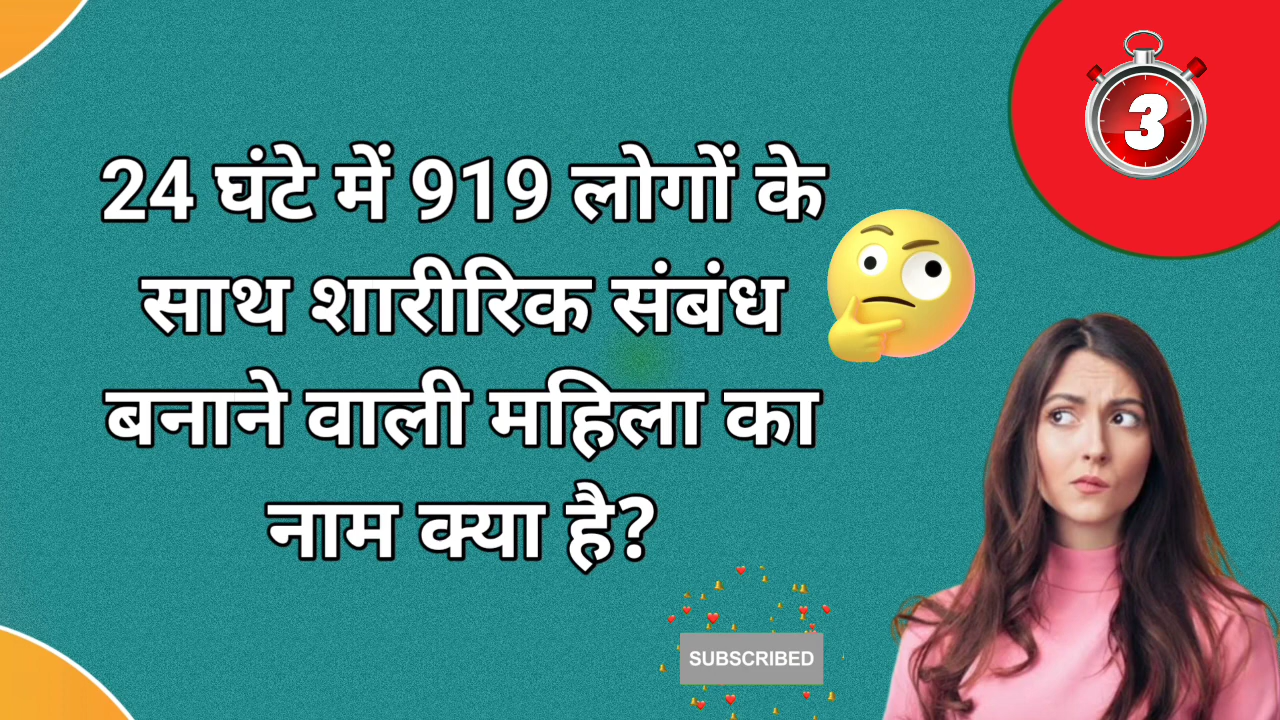 3
24 घंटे में 919 लोगों के
साथ शारीरिक संबंध
बनाने वाली महिला का
नाम क्या है?
SUBSCRIBED